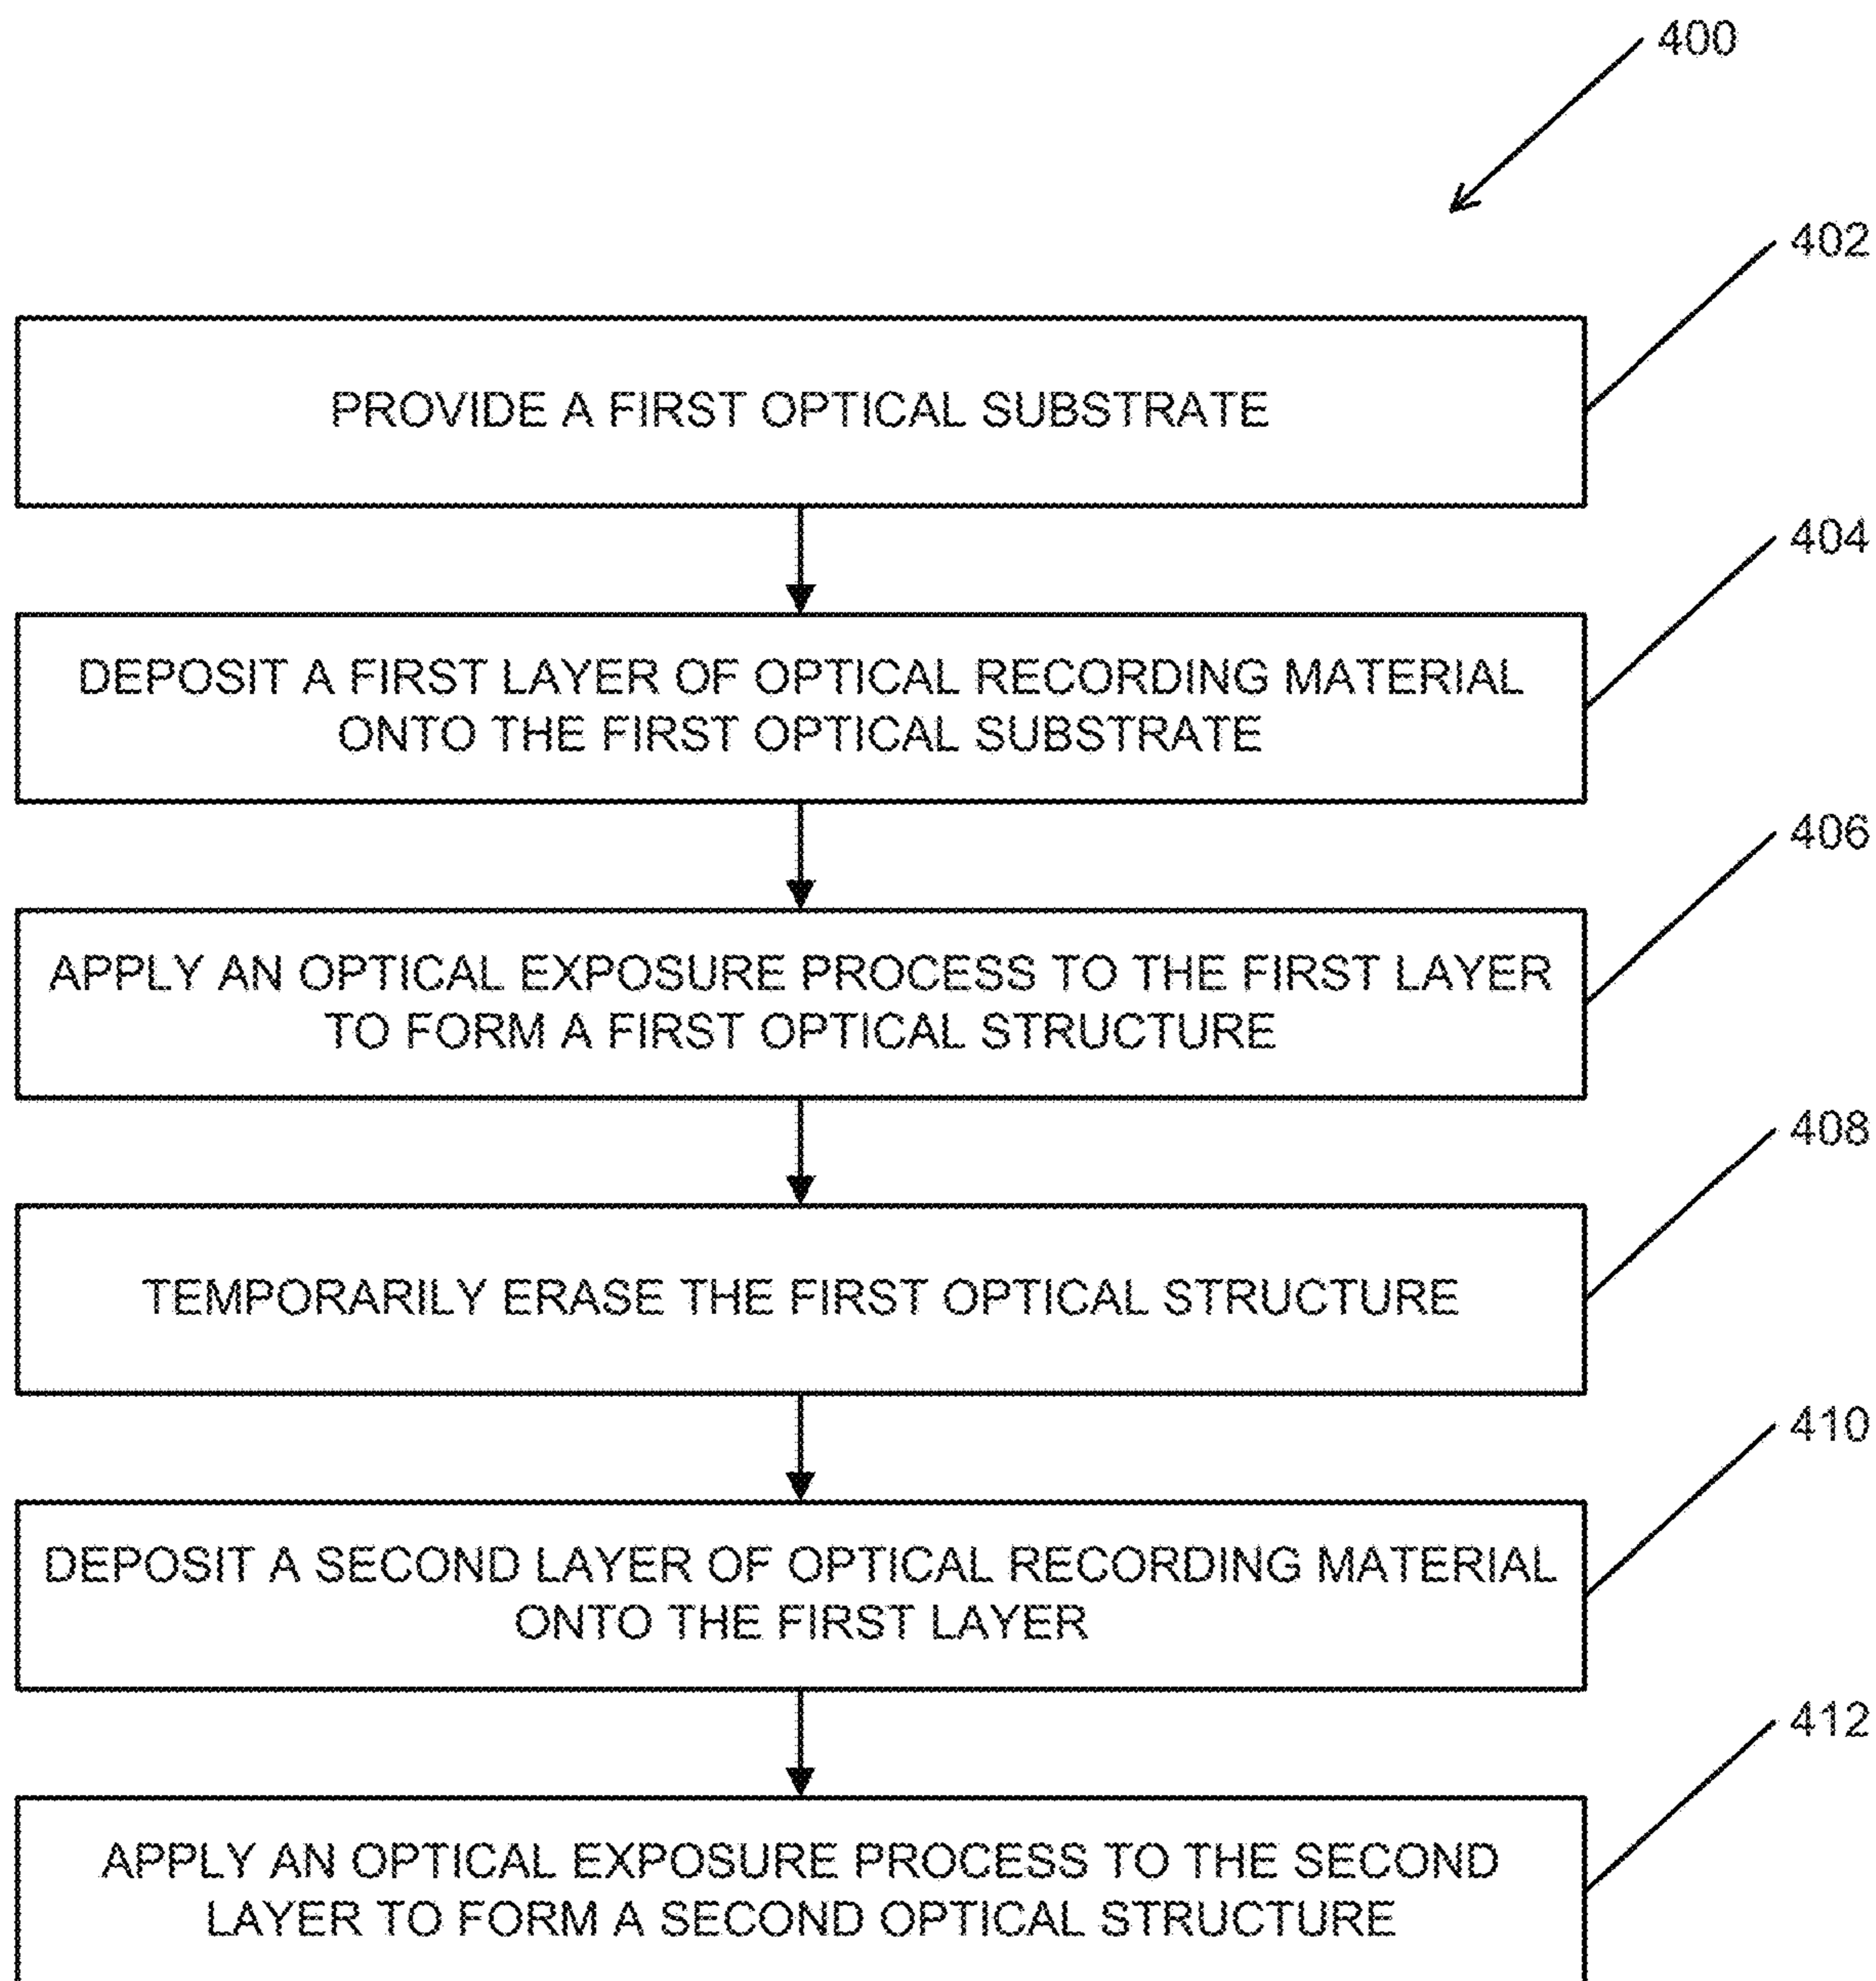 400
402
PROVIDE A FIRST OPTICAL SUBSTRATE
404
DEPOSIT A FIRST LAYER OF OPTICAL RECORDING MATERIAL
ONTO THE FIRST OPTICAL SUBSTRATE
406
APPLY AN OPTICAL EXPOSURE PROCESS TO THE FIRST LAYER
TO FORM A FIRST OPTICAL STRUCTURE
408
TEMPORARILY ERASE THE FIRST OPTICAL STRUCTURE
410
DEPOSIT A SECOND LAYER OF OPTICAL RECORDING MATERIAL
ONTO THE FIRST LAYER
412
APPLY AN OPTICAL EXPOSURE PROCESS TO THE SECOND
LAYER TO FORM A SECOND OPTICAL STRUCTURE